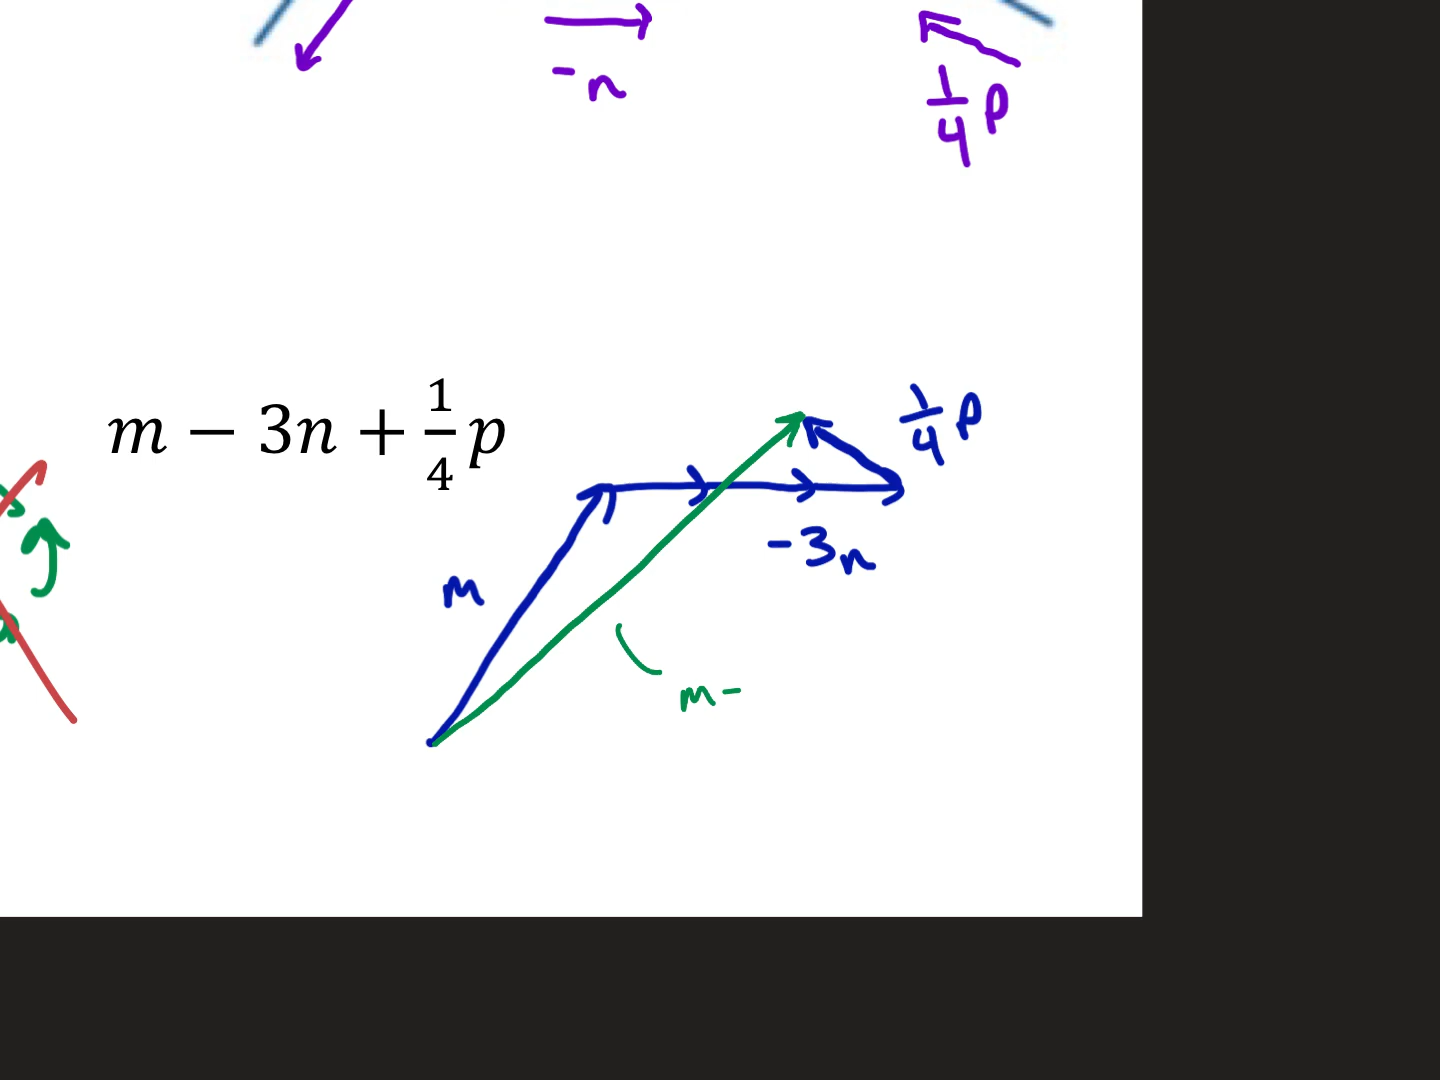 -n
1/4 p
m − 3n + 1/4 p
1/4 p
-3n
m
m-